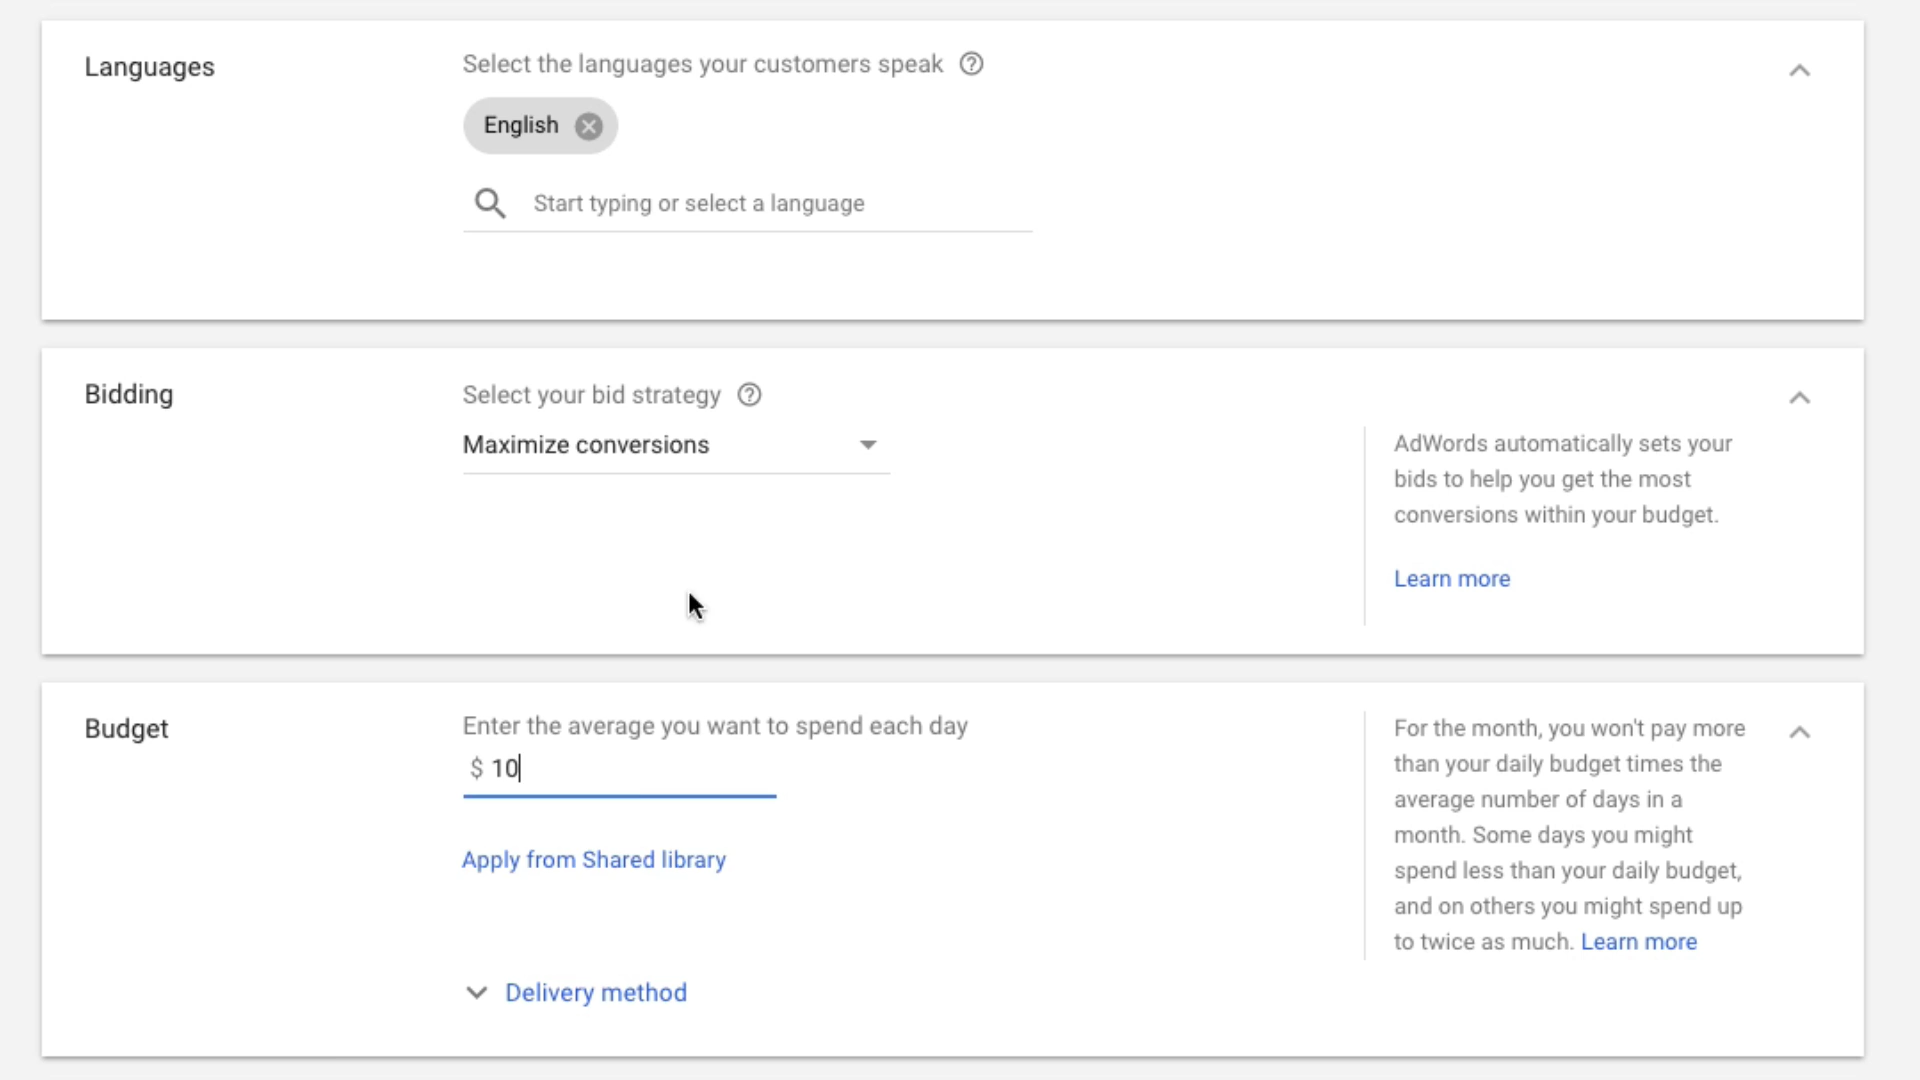 Languages
Select the languages your customers speak
English
Start typing or select a language
Bidding
Select your bid strategy
Maximize conversions
AdWords automatically sets your
bids to help you get the most
conversions within your budget.
Learn more
Budget
Enter the average you want to spend each day
$ 10
Apply from Shared library
Delivery method
For the month, you won't pay more
than your daily budget times the
average number of days in a
month. Some days you might
spend less than your daily budget,
and on others you might spend up
to twice as much. Learn more